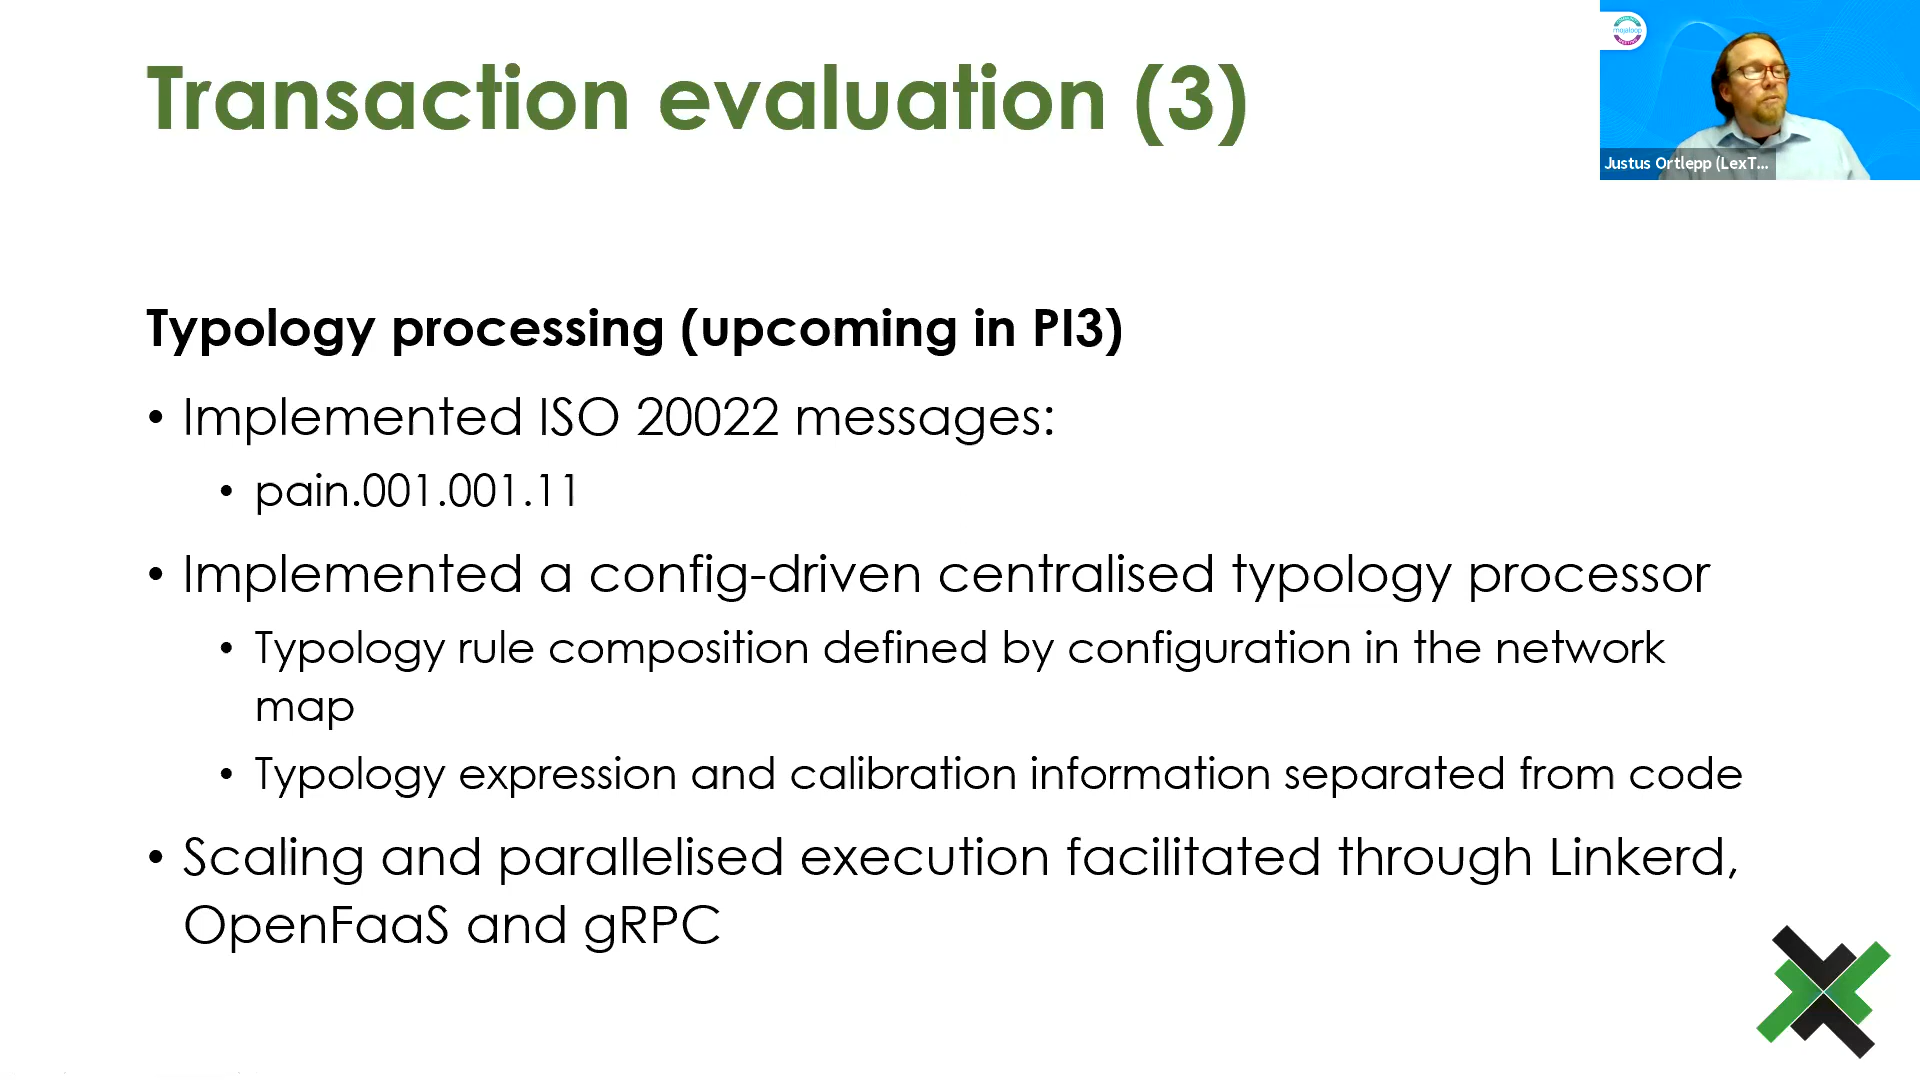 Transaction evaluation (3)
mojaloop
Justus Ortlepp (LexT...
Typology processing (upcoming in PI3)
• Implemented ISO 20022 messages:
• pain.001.001.11
• Implemented a config-driven centralised typology processor
• Typology rule composition defined by configuration in the network
map
• Typology expression and calibration information separated from code
• Scaling and parallelised execution facilitated through Linkerd,
OpenFaaS and gRPC